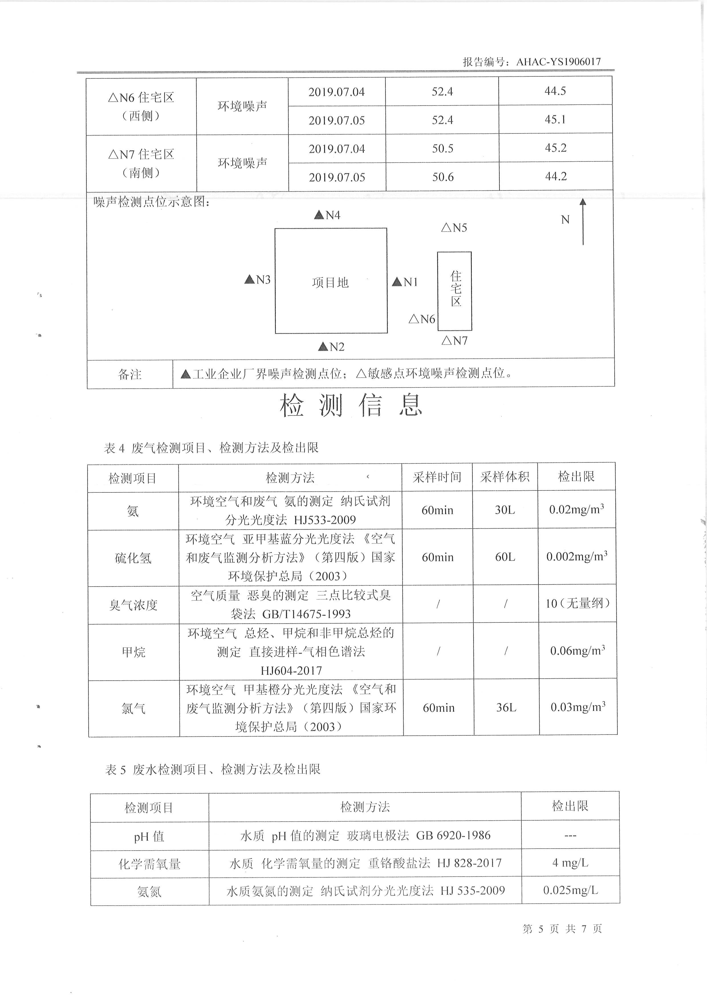 报告编号：AHAC-YS1906017
△N6 住宅区
（西侧）
环境噪声
2019.07.04
52.4
44.5
2019.07.05
52.4
45.1
△N7 住宅区
（南侧）
环境噪声
2019.07.04
50.5
45.2
2019.07.05
50.6
44.2
噪声检测点位示意图：
▲N4
△N5
N
▲N3
项目地
▲N1
住宅区
△N6
▲N2
△N7
备注
▲工业企业厂界噪声检测点位；△敏感点环境噪声检测点位。
检 测 信 息
表 4 废气检测项目、检测方法及检出限
检测项目
检测方法
采样时间
采样体积
检出限
氨
环境空气和废气 氨的测定 纳氏试剂
分光光度法 HJ533-2009
60min
30L
0.02mg/m³
硫化氢
环境空气 亚甲基蓝分光光度法《空气
和废气监测分析方法》（第四版）国家
环境保护总局（2003）
60min
60L
0.002mg/m³
臭气浓度
空气质量 恶臭的测定 三点比较式臭
袋法 GB/T14675-1993
/
/
10（无量纲）
甲烷
环境空气 总烃、甲烷和非甲烷总烃的
测定 直接进样-气相色谱法
HJ604-2017
/
/
0.06mg/m³
氯气
环境空气 甲基橙分光光度法《空气和
废气监测分析方法》（第四版）国家环
境保护总局（2003）
60min
36L
0.03mg/m³
表 5 废水检测项目、检测方法及检出限
检测项目
检测方法
检出限
pH 值
水质 pH 值的测定 玻璃电极法 GB 6920-1986
---
化学需氧量
水质 化学需氧量的测定 重铬酸盐法 HJ 828-2017
4 mg/L
氨氮
水质氨氮的测定 纳氏试剂分光光度法 HJ 535-2009
0.025mg/L
第 5 页 共 7 页